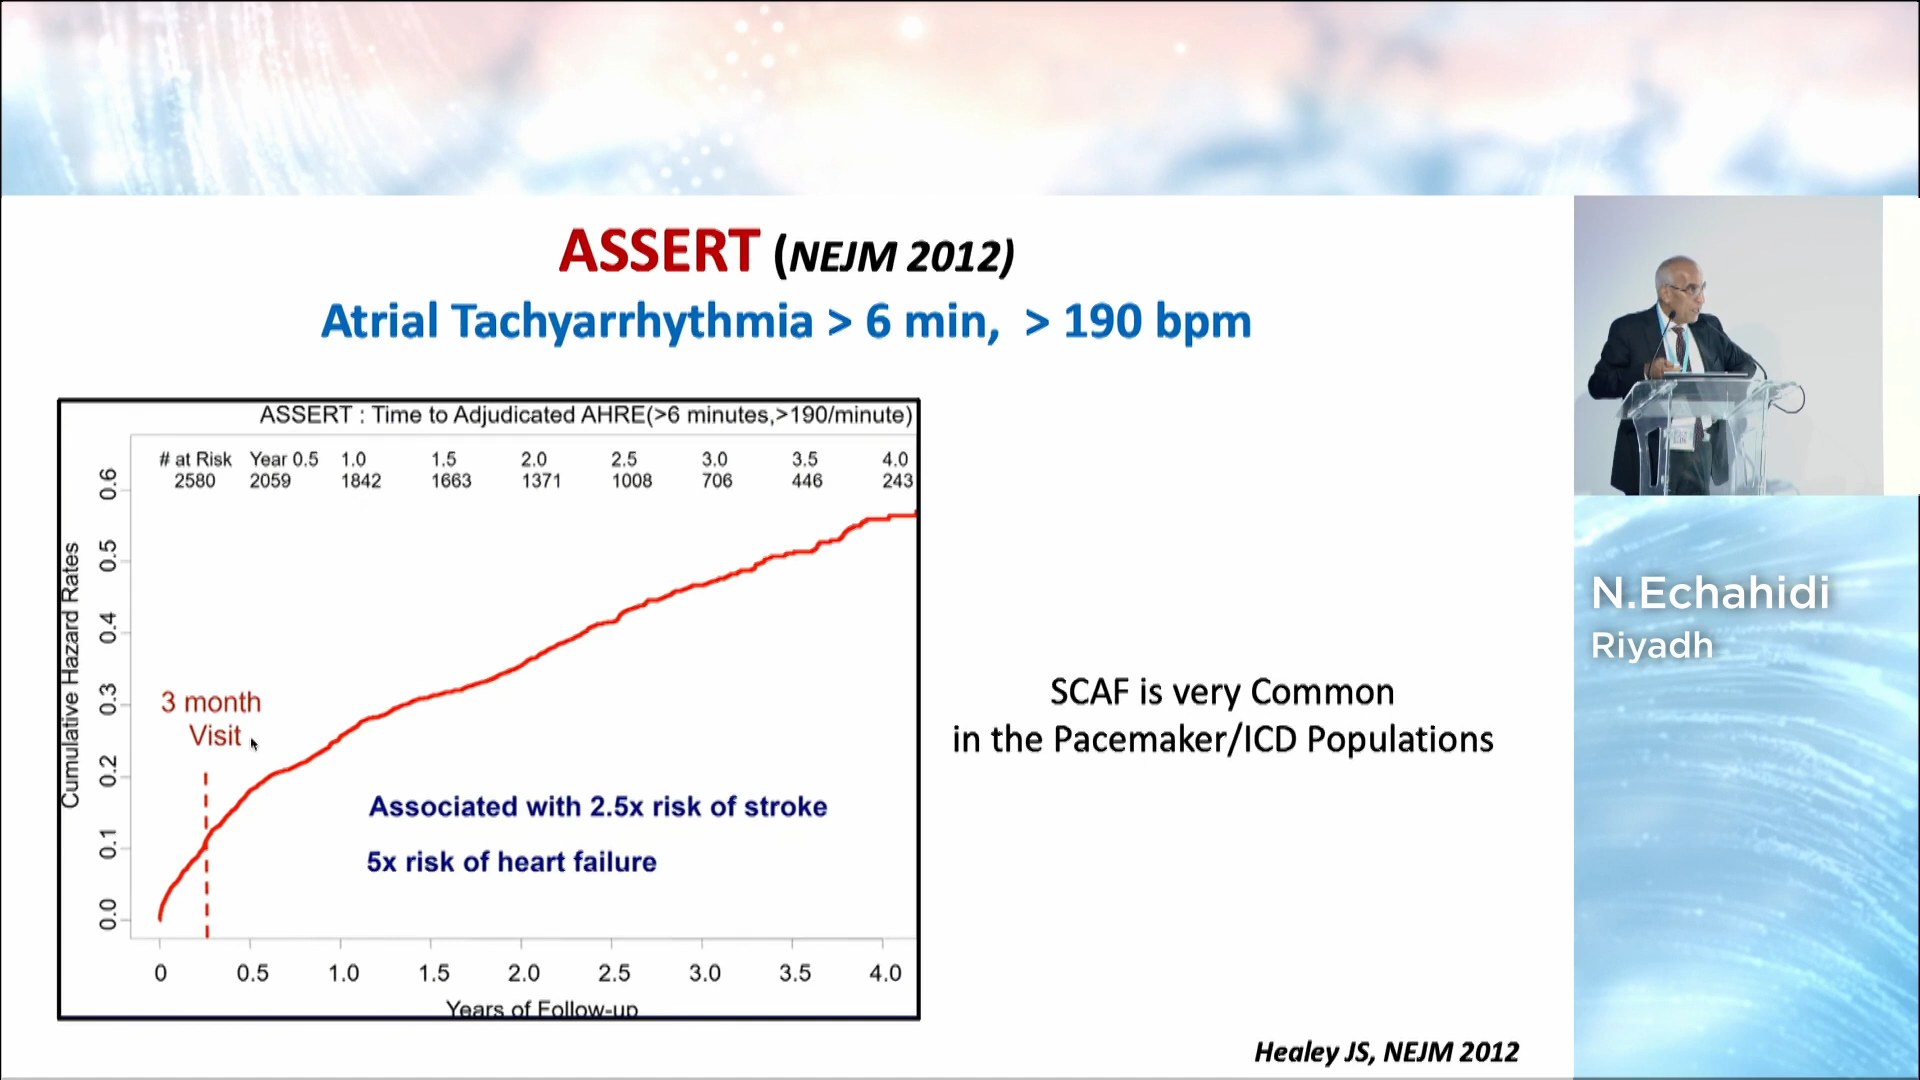 ASSERT (NEJM 2012)
Atrial Tachyarrhythmia > 6 min, > 190 bpm
ASSERT : Time to Adjudicated AHRE(>6 minutes,>190/minute)
# at Risk Year 0.5 1.0 1.5 2.0 2.5 3.0 3.5 4.0
2580 2059 1842 1663 1371 1008 706 446 243
Cumulative Hazard Rates
0.6
0.5
0.4
0.3
0.2
0.1
0.0
3 month
Visit
Associated with 2.5x risk of stroke
5x risk of heart failure
0 0.5 1.0 1.5 2.0 2.5 3.0 3.5 4.0
Years of Follow-up
SCAF is very Common
in the Pacemaker/ICD Populations
Healey JS, NEJM 2012
N.Echahidi
Riyadh